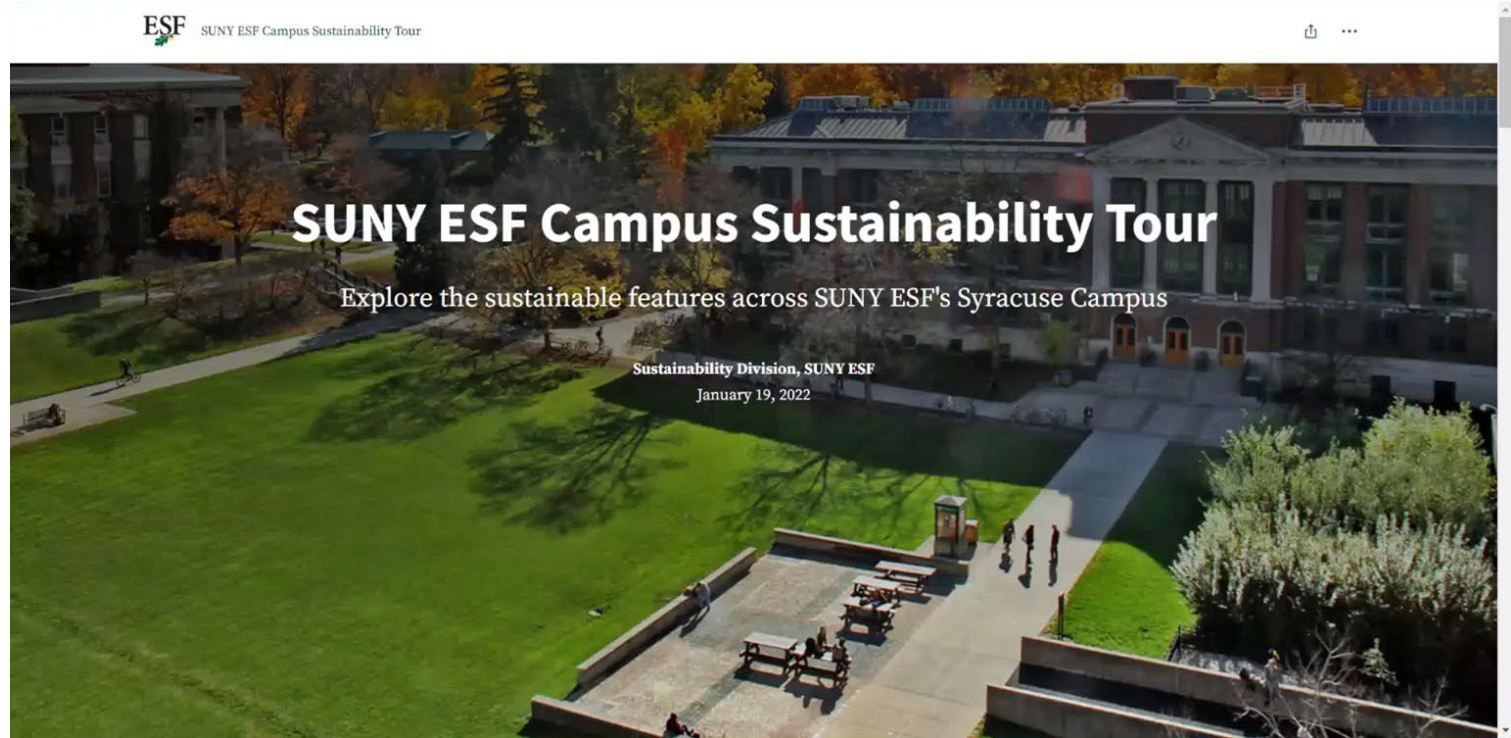 ESF
SUNY ESF Campus Sustainability Tour
SUNY ESF Campus Sustainability Tour
Explore the sustainable features across SUNY ESF's Syracuse Campus
Sustainability Division, SUNY ESF
January 19, 2022